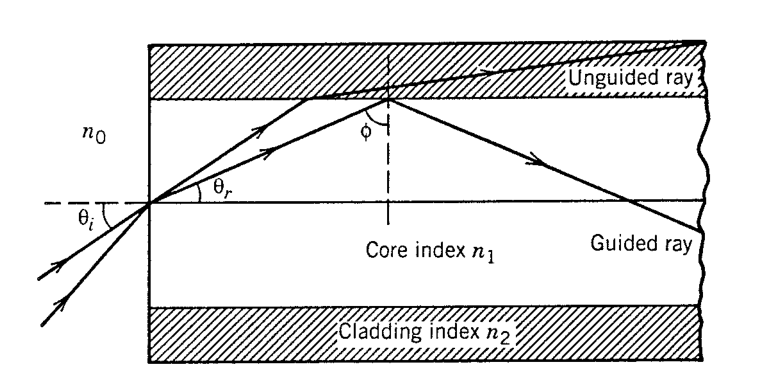 Unguided ray
n₀
ϕ
θᵣ
θᵢ
Core index n₁
Guided ray
Cladding index n₂